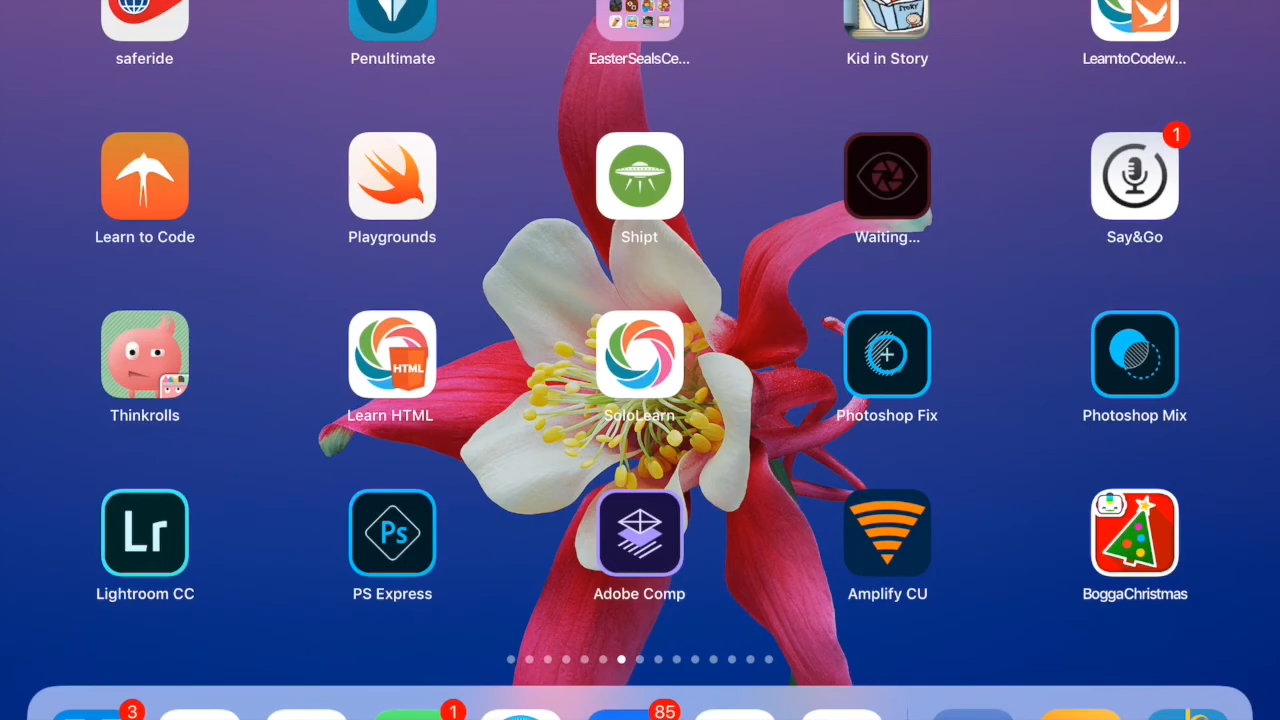 saferide
Penultimate
EasterSealsCe...
Kid in Story
LearntoCodew...
STORY
1
Learn to Code
Playgrounds
Shipt
Waiting...
Say&Go
HTML
Thinkrolls
Learn HTML
SoloLearn
Photoshop Fix
Photoshop Mix
Lr
Ps
Lightroom CC
PS Express
Adobe Comp
Amplify CU
BoggaChristmas
3
1
85